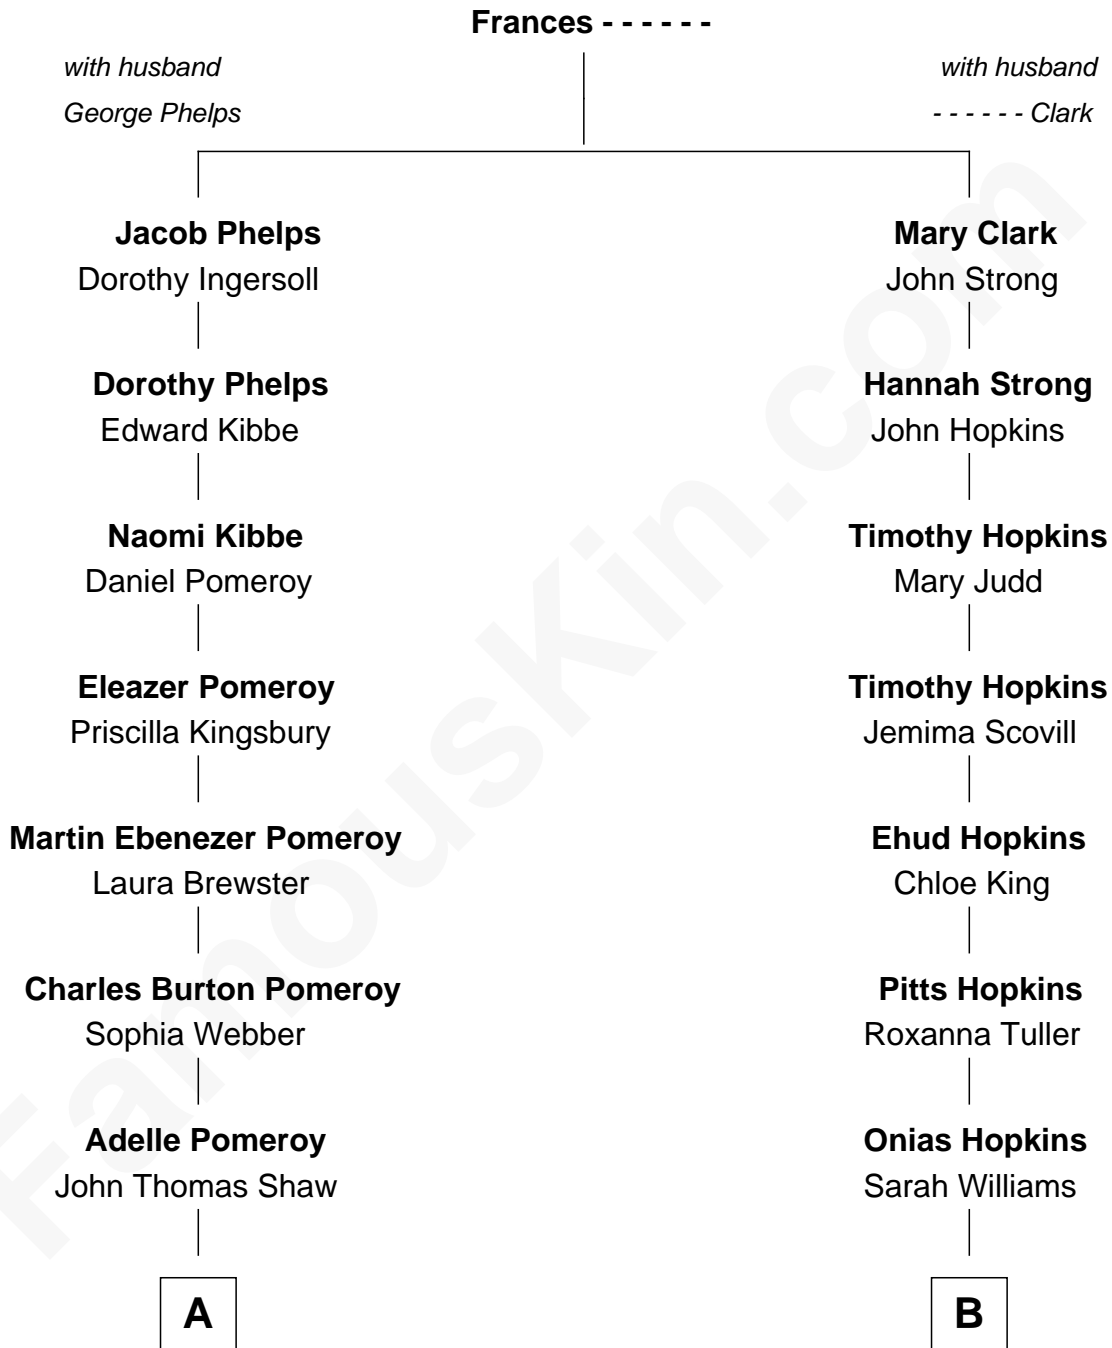 Frances - - - - - -
with husband
George Phelps
with husband
- - - - - - Clark
Jacob Phelps
Dorothy Ingersoll
Mary Clark
John Strong
Dorothy Phelps
Edward Kibbe
Hannah Strong
John Hopkins
Naomi Kibbe
Daniel Pomeroy
Timothy Hopkins
Mary Judd
Eleazer Pomeroy
Priscilla Kingsbury
Timothy Hopkins
Jemima Scovill
Martin Ebenezer Pomeroy
Laura Brewster
Ehud Hopkins
Chloe King
Charles Burton Pomeroy
Sophia Webber
Pitts Hopkins
Roxanna Tuller
Adelle Pomeroy
John Thomas Shaw
Onias Hopkins
Sarah Williams
A
B
FamousKin.com